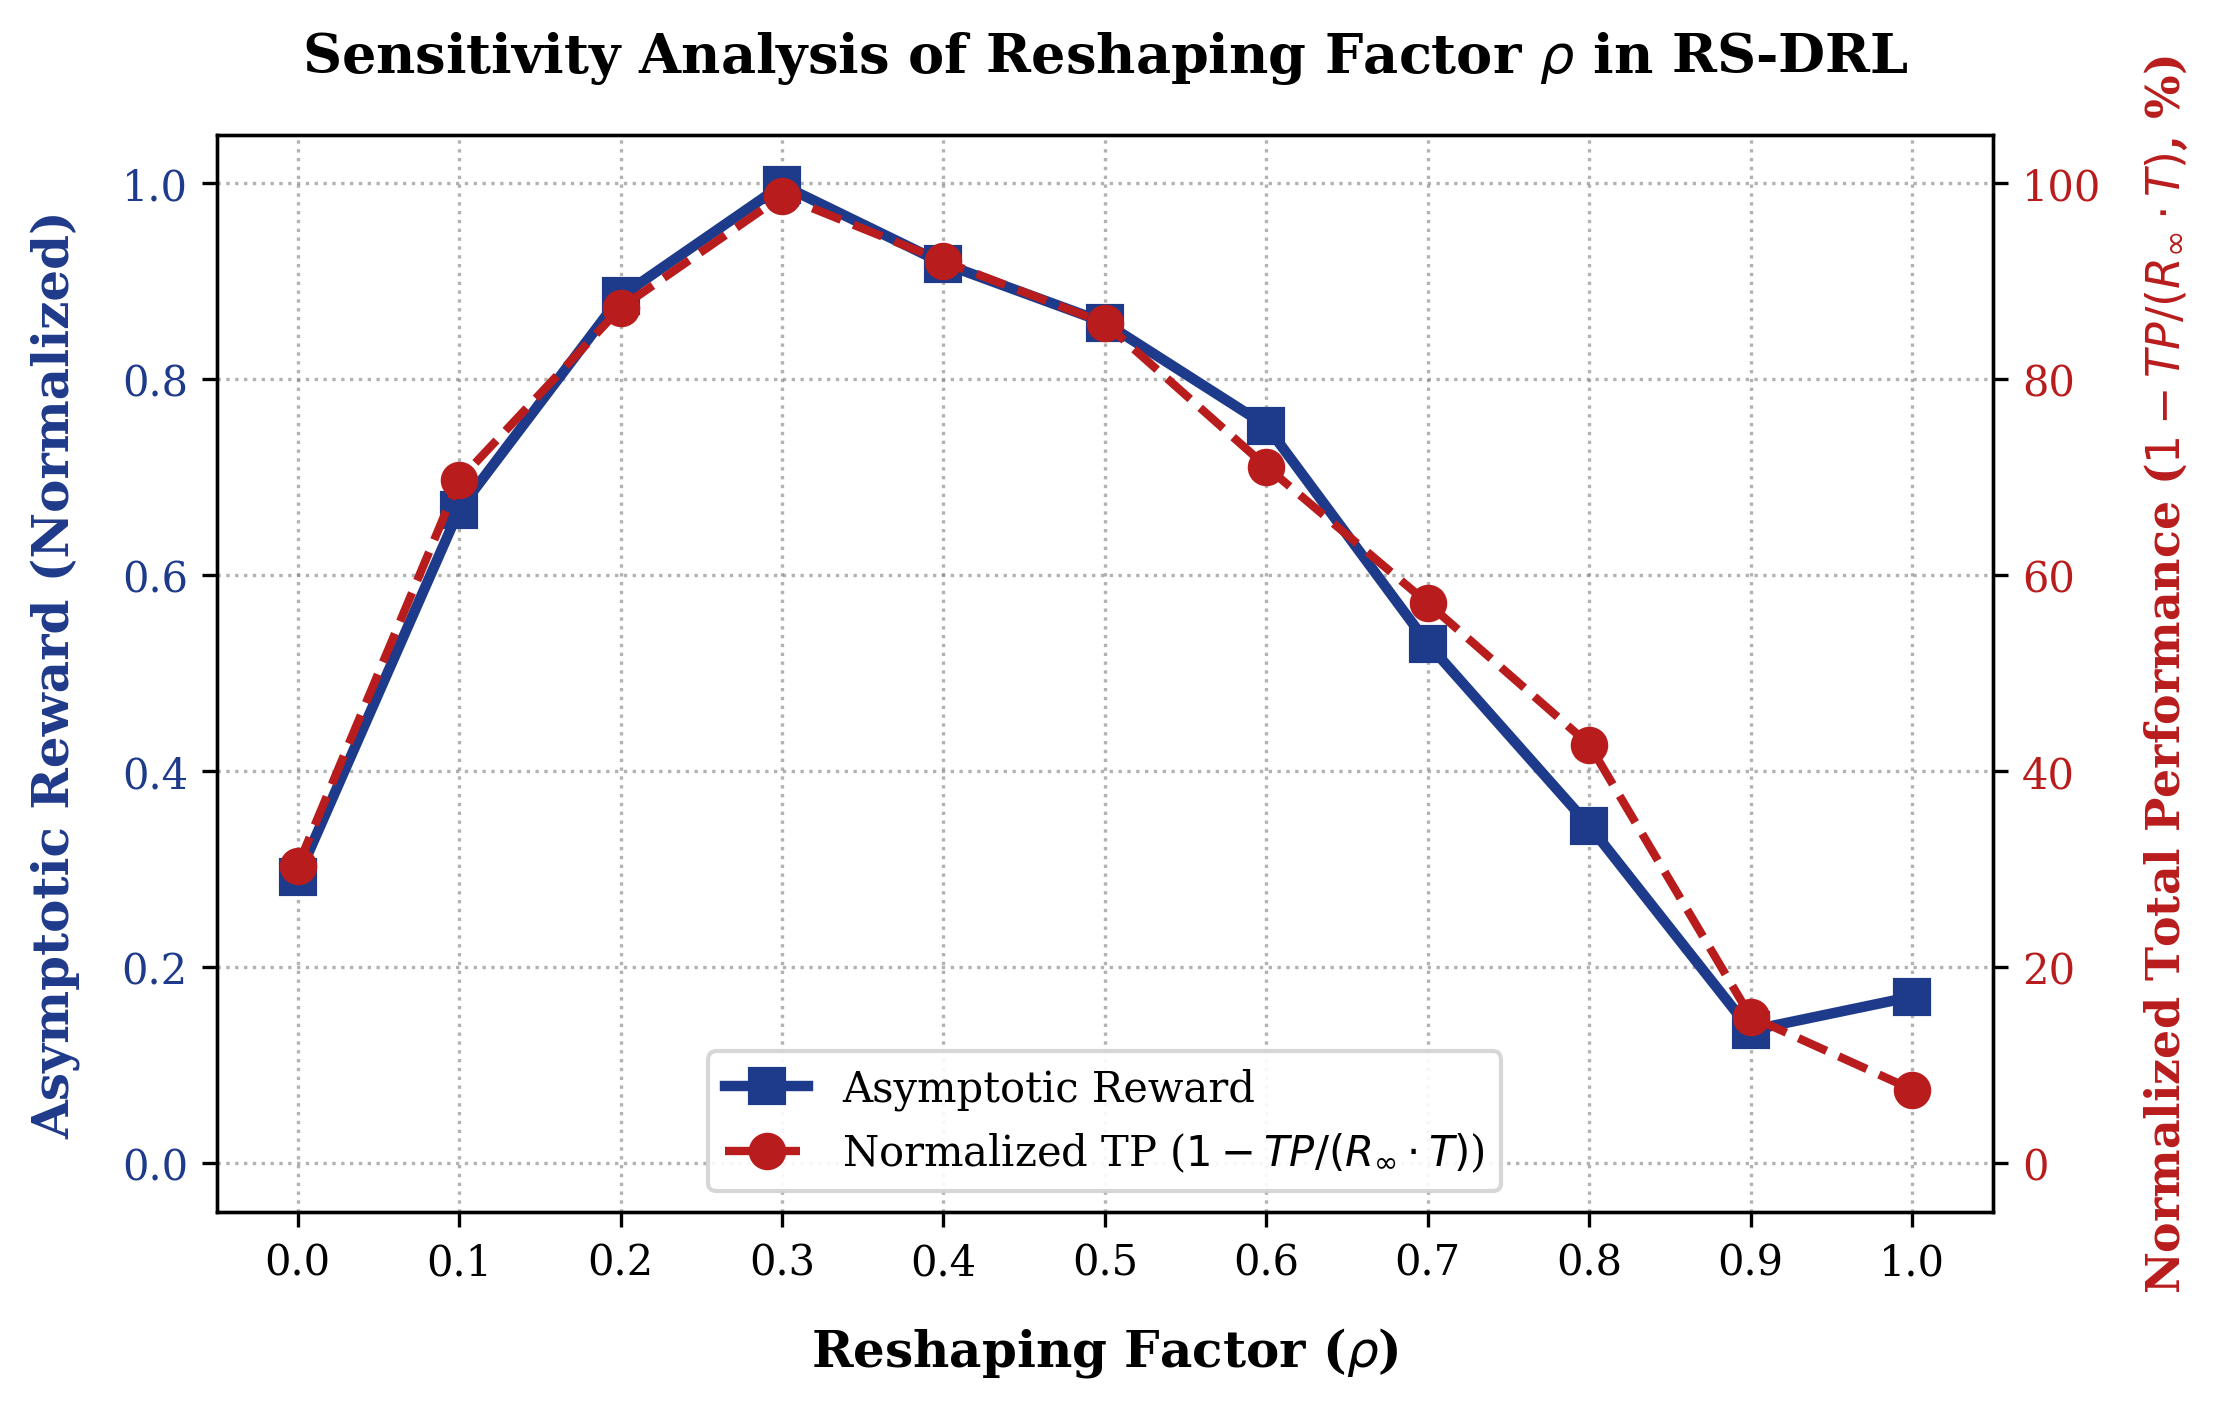 Sensitivity Analysis of Reshaping Factor ρ in RS-DRL
Asymptotic Reward (Normalized)
1.0
0.8
0.6
0.4
0.2
0.0
100
80
60
40
20
0
Normalized Total Performance (1 − TP/(R∞ · T), %)
Asymptotic Reward
Normalized TP (1 − TP/(R∞ · T))
0.0 0.1 0.2 0.3 0.4 0.5 0.6 0.7 0.8 0.9 1.0
Reshaping Factor (ρ)